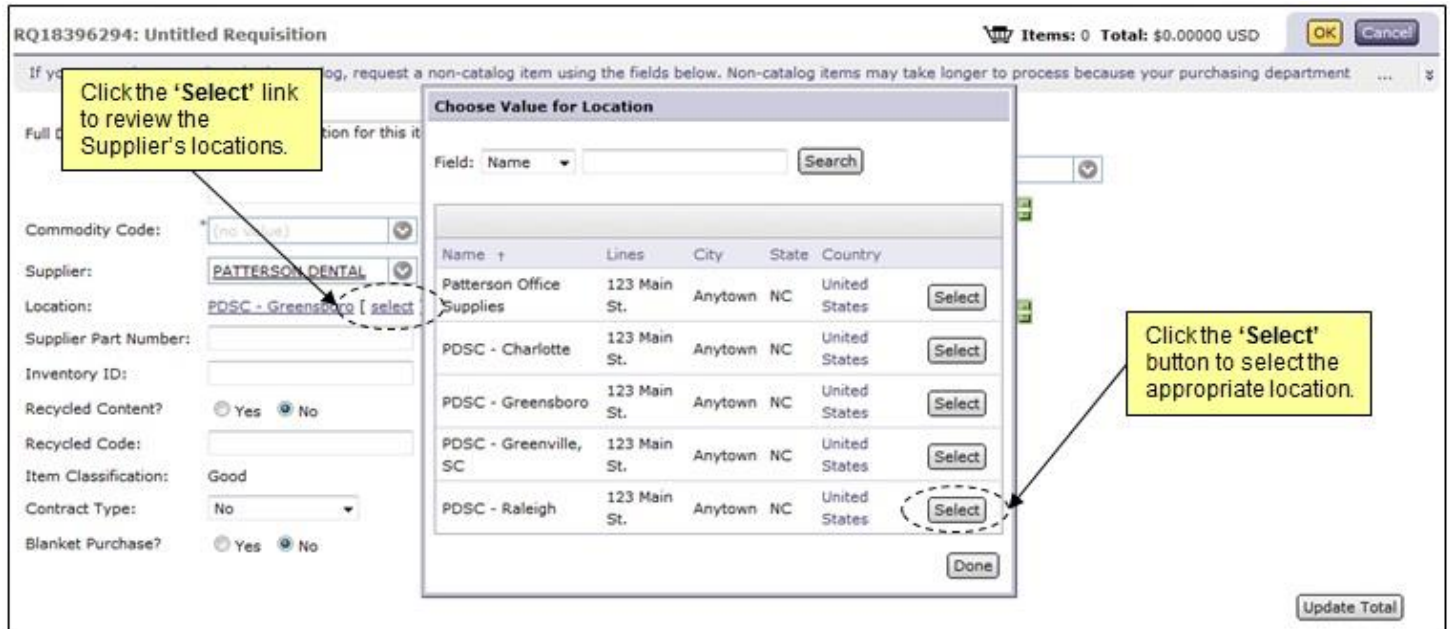 RQ18396294: Untitled Requisition
Items: 0 Total: $0.00000 USD
OK
Cancel
If yo
log, request a non-catalog item using the fields below. Non-catalog items may take longer to process because your purchasing department ...
Click the ‘Select’ link
to review the
Supplier’s locations.
Full D
tion for this it
Commodity Code:
* (no value)
Supplier:
PATTERSON DENTAL
Location:
PDSC - Greensboro [ select
Supplier Part Number:
Inventory ID:
Recycled Content?
Yes No
Recycled Code:
Item Classification:
Good
Contract Type:
No
Blanket Purchase?
Yes No
Choose Value for Location
Field: Name
Search
Name ↑ Lines City State Country
Patterson Office
Supplies
123 Main
St.
Anytown NC
United
States
Select
PDSC - Charlotte
123 Main
St.
Anytown NC
United
States
Select
PDSC - Greensboro
123 Main
St.
Anytown NC
United
States
Select
PDSC - Greenville,
SC
123 Main
St.
Anytown NC
United
States
Select
PDSC - Raleigh
123 Main
St.
Anytown NC
United
States
Select
Done
Click the ‘Select’
button to select the
appropriate location.
Update Total